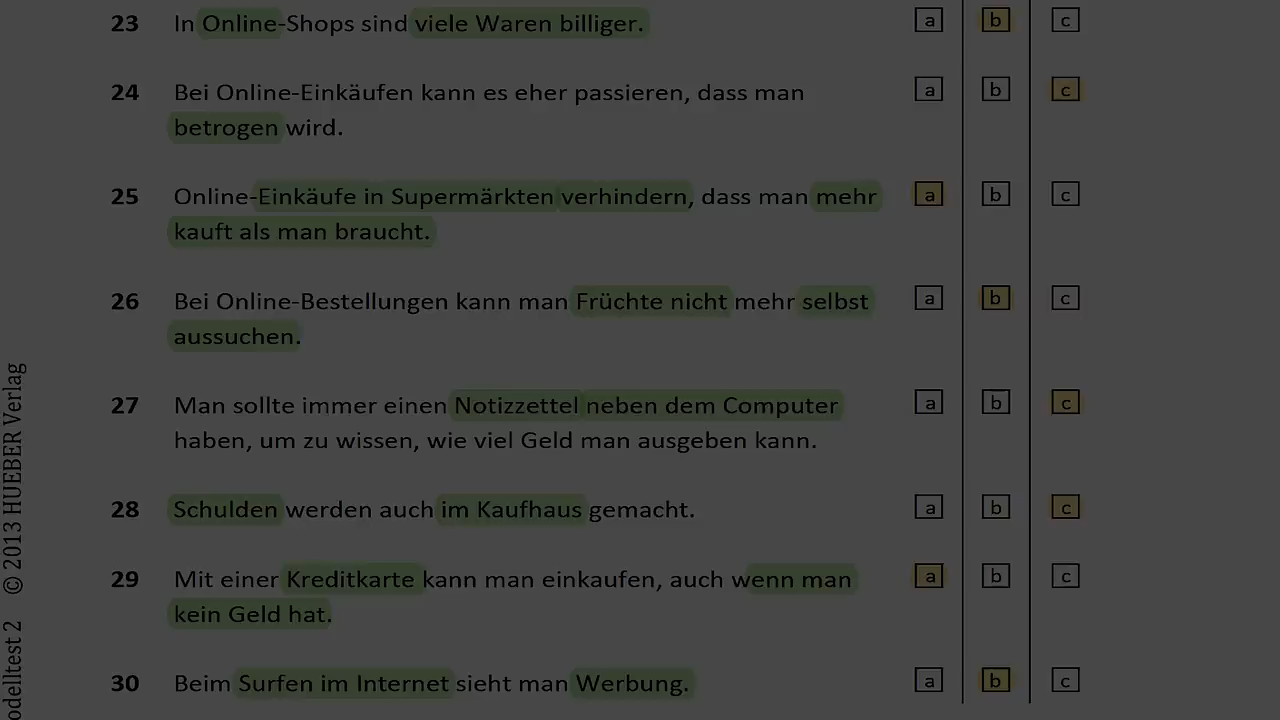 23 In Online-Shops sind viele Waren billiger. a b c
24 Bei Online-Einkäufen kann es eher passieren, dass man a b c
betrogen wird.
25 Online-Einkäufe in Supermärkten verhindern, dass man mehr a b c
kauft als man braucht.
26 Bei Online-Bestellungen kann man Früchte nicht mehr selbst a b c
aussuchen.
27 Man sollte immer einen Notizzettel neben dem Computer a b c
haben, um zu wissen, wie viel Geld man ausgeben kann.
28 Schulden werden auch im Kaufhaus gemacht. a b c
29 Mit einer Kreditkarte kann man einkaufen, auch wenn man a b c
kein Geld hat.
30 Beim Surfen im Internet sieht man Werbung. a b c
odelltest 2 © 2013 HUEBER Verlag